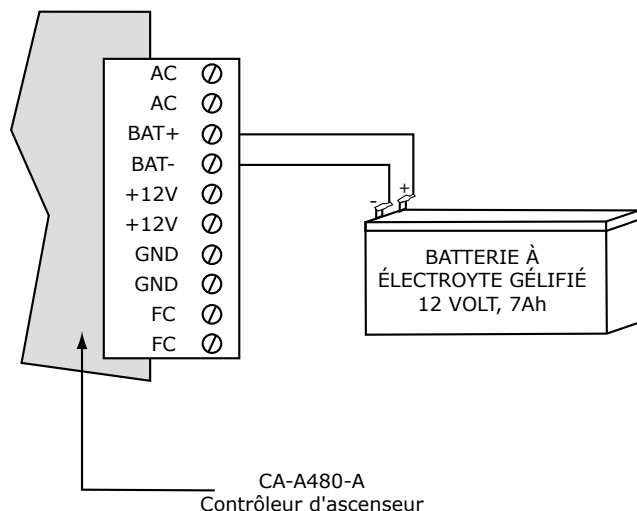 AC
AC
BAT+
BAT-
+12V
+12V
GND
GND
FC
FC
- +
BATTERIE À
ÉLECTROYTE GÉLIFIÉ
12 VOLT, 7Ah
CA-A480-A
Contrôleur d'ascenseur